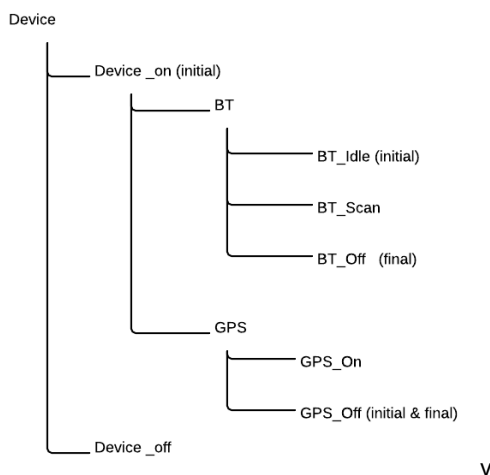 Device
Device _on (initial)
BT
BT_Idle (initial)
BT_Scan
BT_Off (final)
GPS
GPS_On
GPS_Off (initial & final)
Device _off